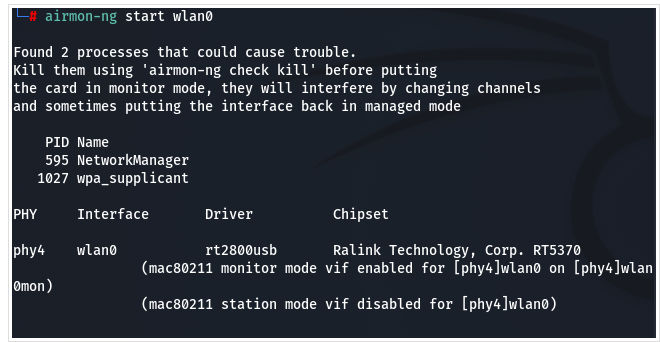 └─# airmon-ng start wlan0
Found 2 processes that could cause trouble.
Kill them using 'airmon-ng check kill' before putting
the card in monitor mode, they will interfere by changing channels
and sometimes putting the interface back in managed mode
PID Name
595 NetworkManager
1027 wpa_supplicant
PHY Interface Driver Chipset
phy4 wlan0 rt2800usb Ralink Technology, Corp. RT5370
(mac80211 monitor mode vif enabled for [phy4]wlan0 on [phy4]wlan
0mon)
(mac80211 station mode vif disabled for [phy4]wlan0)